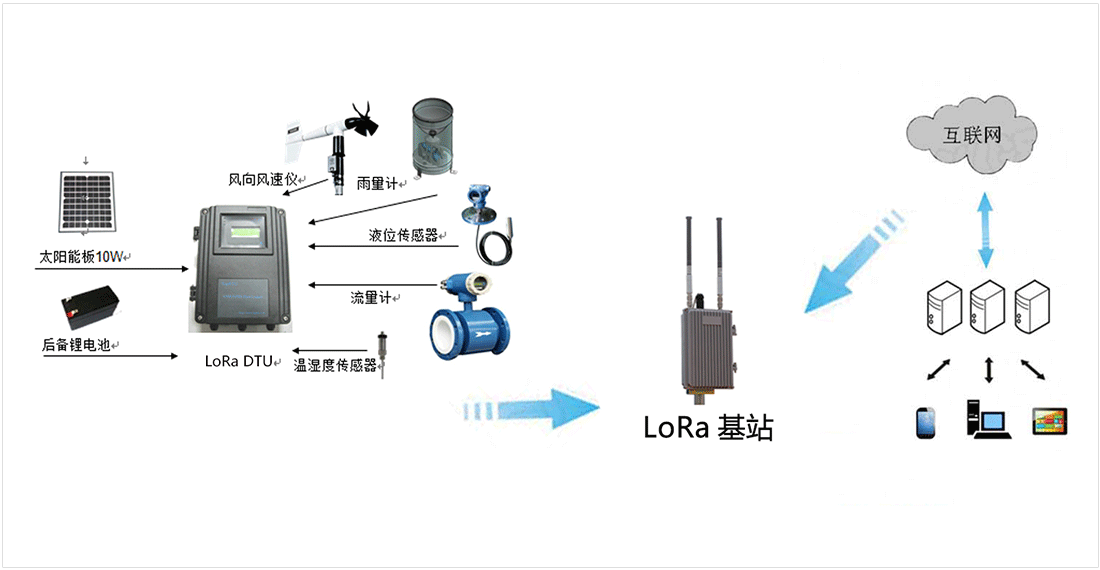 互联网
风向风速仪
雨量计
液位传感器
太阳能板10W
流量计
后备锂电池
LoRa DTU
温湿度传感器
LoRa 基站